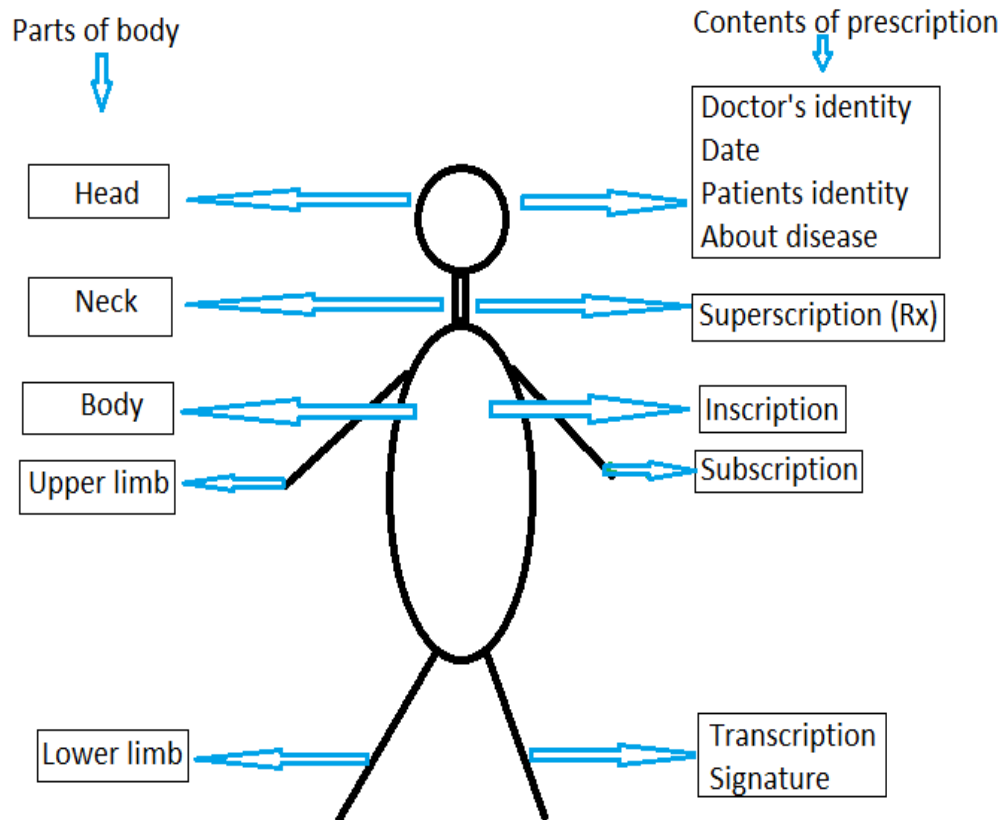 Parts of body
Contents of prescription
Doctor's identity
Date
Patients identity
About disease
Head
Neck
Superscription (Rx)
Body
Inscription
Upper limb
Subscription
Lower limb
Transcription
Signature